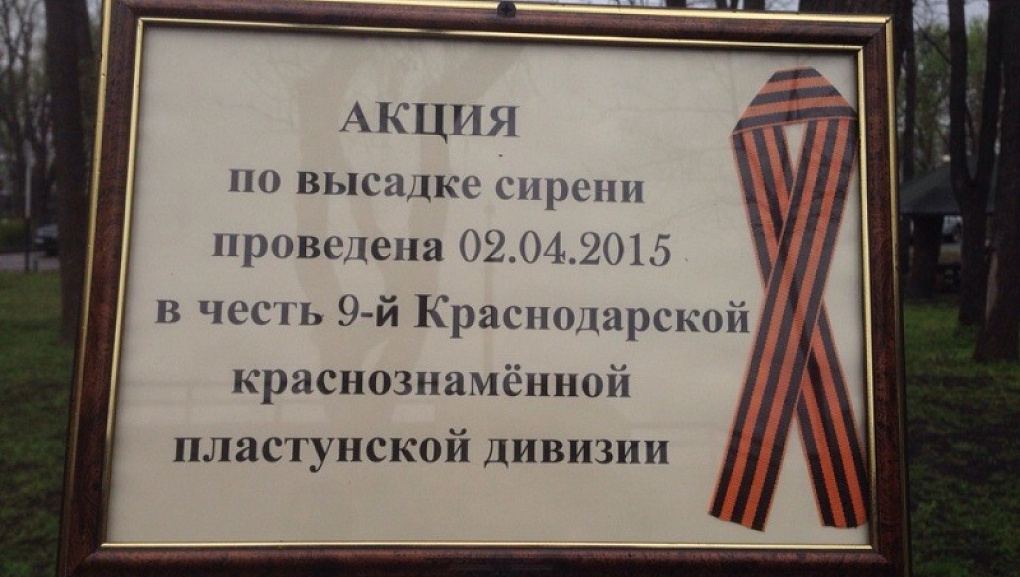 АКЦИЯ
по высадке сирени
проведена 02.04.2015
в честь 9-й Краснодарской
краснознамённой
пластунской дивизии